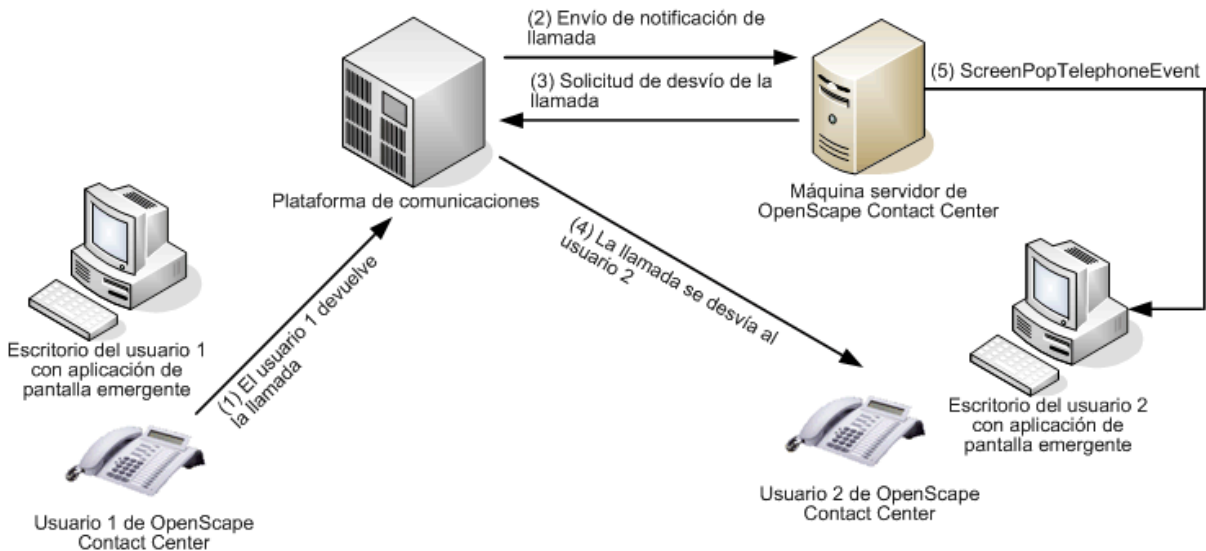 (2) Envío de notificación de
llamada
(3) Solicitud de desvío de la
llamada
(5) ScreenPopTelephoneEvent
Plataforma de comunicaciones
Máquina servidor de
OpenScape Contact Center
(1) El usuario 1 devuelve
la llamada
(4) La llamada se desvía al
usuario 2
Escritorio del usuario 1
con aplicación de
pantalla emergente
Escritorio del usuario 2
con aplicación de
pantalla emergente
Usuario 1 de OpenScape
Contact Center
Usuario 2 de OpenScape
Contact Center